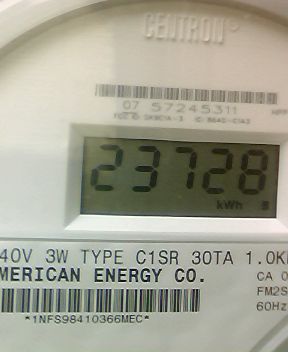 CENTRON®
07 57245311
23728
kWh
40V 3W TYPE C1SR 30TA 1.0K
MERICAN ENERGY CO.
CA 0
FM2S
60Hz
*1NFS98410366MEC*